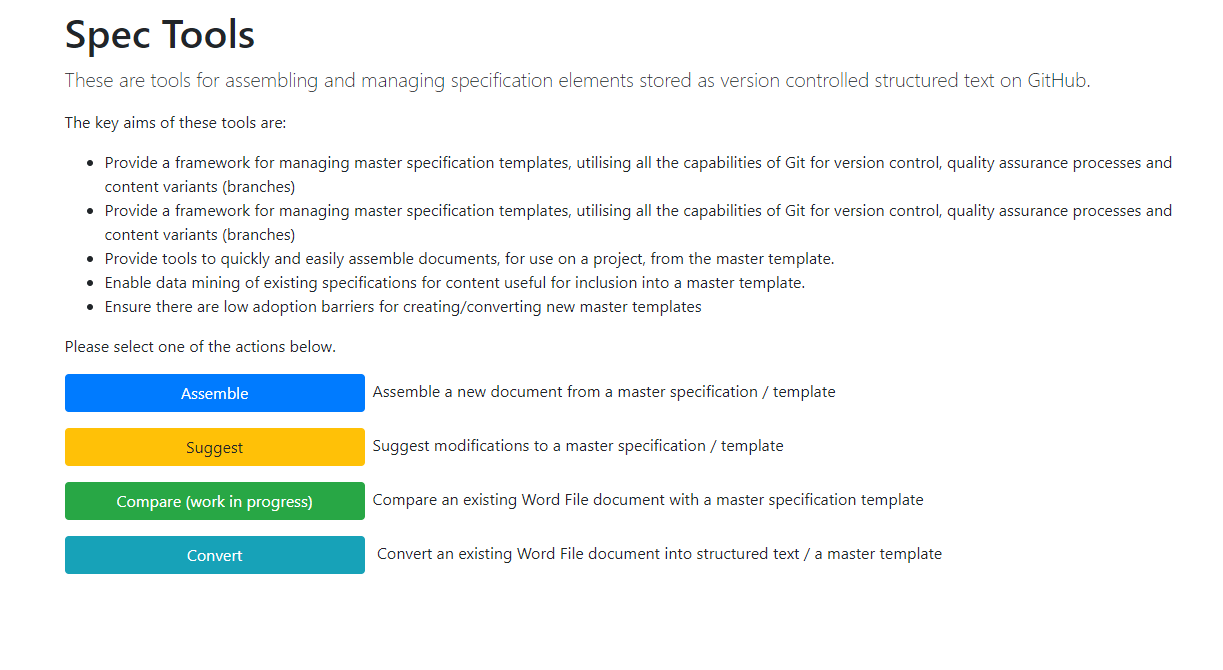 Spec Tools
These are tools for assembling and managing specification elements stored as version controlled structured text on GitHub.
The key aims of these tools are:
Provide a framework for managing master specification templates, utilising all the capabilities of Git for version control, quality assurance processes and
content variants (branches)
Provide a framework for managing master specification templates, utilising all the capabilities of Git for version control, quality assurance processes and
content variants (branches)
Provide tools to quickly and easily assemble documents, for use on a project, from the master template.
Enable data mining of existing specifications for content useful for inclusion into a master template.
Ensure there are low adoption barriers for creating/converting new master templates
Please select one of the actions below.
Assemble Assemble a new document from a master specification / template
Suggest Suggest modifications to a master specification / template
Compare (work in progress) Compare an existing Word File document with a master specification template
Convert Convert an existing Word File document into structured text / a master template